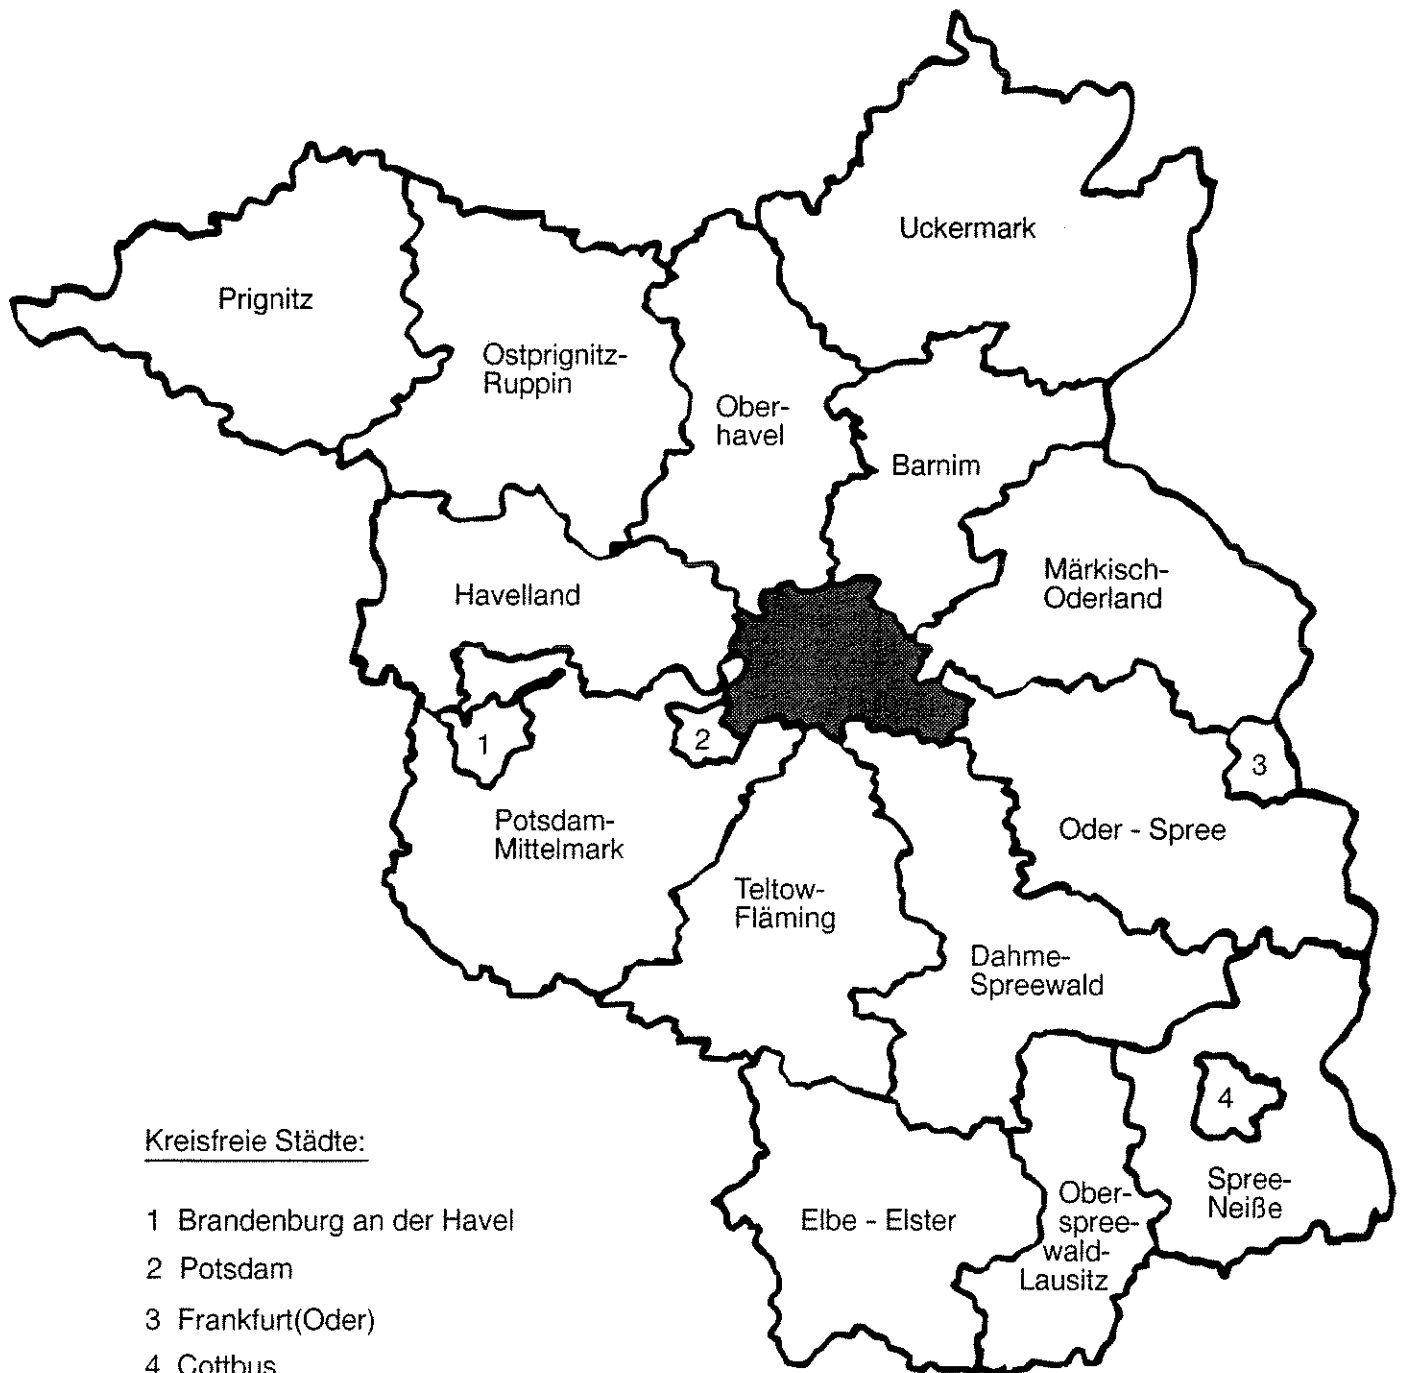 Uckermark
Prignitz
Ostprignitz-
Ruppin
Ober-
havel
Barnim
Märkisch-
Oderland
Havelland
1
2
3
Potsdam-
Mittelmark
Oder - Spree
Teltow-
Fläming
Dahme-
Spreewald
4
Spree-
Neiße
Ober-
spree-
wald-
Lausitz
Elbe - Elster
Kreisfreie Städte:
1 Brandenburg an der Havel
2 Potsdam
3 Frankfurt(Oder)
4 Cottbus